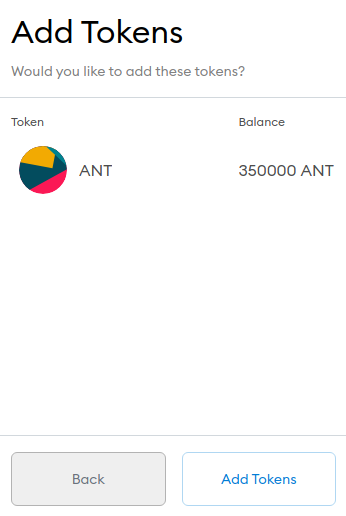 Add Tokens
Would you like to add these tokens?
Token Balance
ANT 350000 ANT
Back Add Tokens